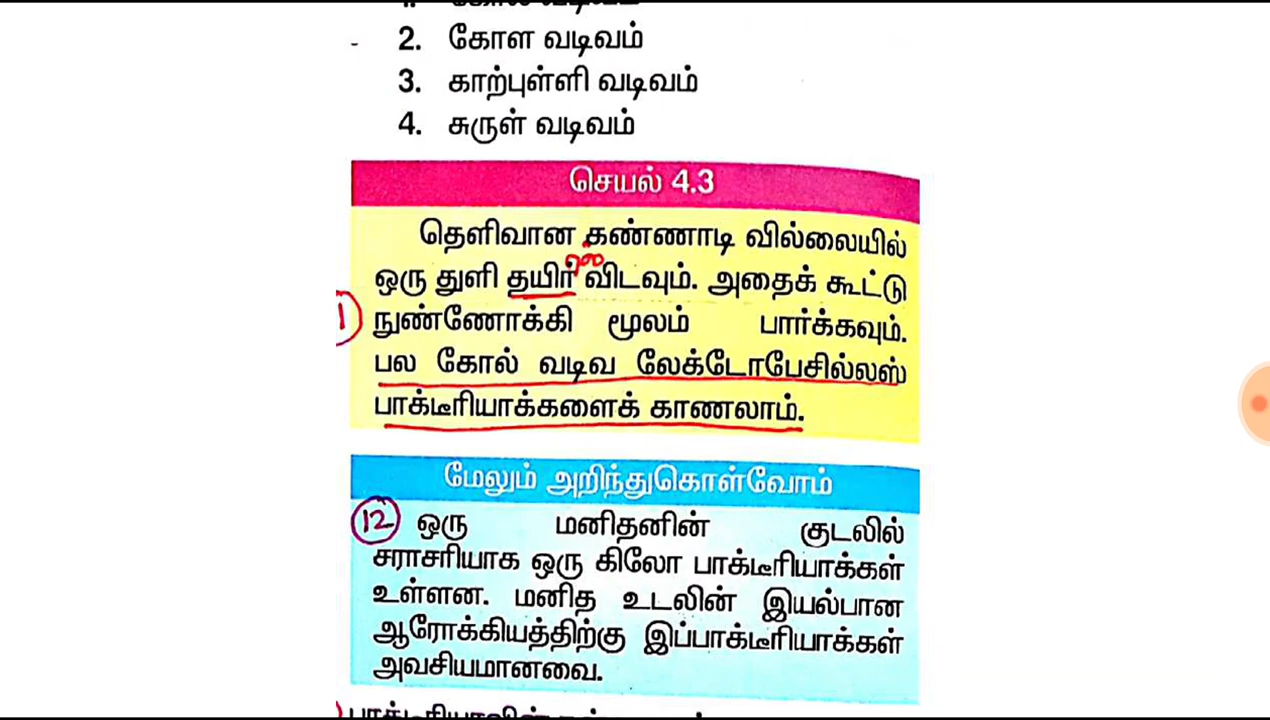 2. கோள வடிவம்
3. காற்புள்ளி வடிவம்
4. சுருள் வடிவம்
செயல் 4.3
தெளிவான கண்ணாடி வில்லையில்
ஒரு துளி தயிர் விடவும். அதைக் கூட்டு
நுண்ணோக்கி மூலம் பார்க்கவும்.
பல கோல் வடிவ லேக்டோபேசில்லஸ்
பாக்டீரியாக்களைக் காணலாம்.
மேலும் அறிந்துகொள்வோம்
12 ஒரு மனிதனின் குடலில்
சராசரியாக ஒரு கிலோ பாக்டீரியாக்கள்
உள்ளன. மனித உடலின் இயல்பான
ஆரோக்கியத்திற்கு இப்பாக்டீரியாக்கள்
அவசியமானவை.